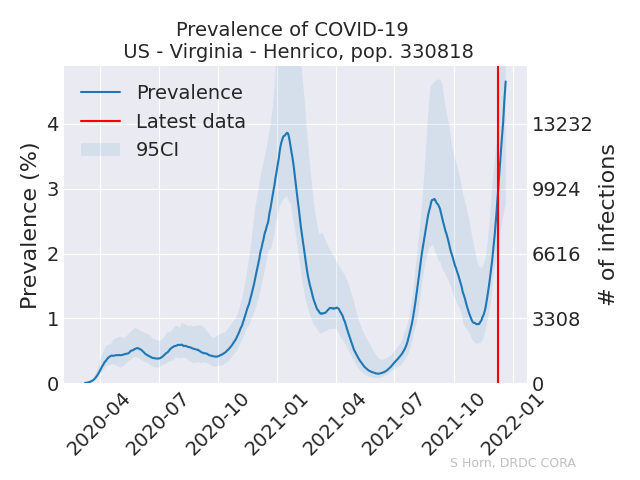 Prevalence of COVID-19
US - Virginia - Henrico, pop. 330818
Prevalence
Latest data
95CI
Prevalence (%)
4
3
2
1
0
13232
9924
6616
3308
0
# of infections
2020-04
2020-07
2020-10
2021-01
2021-04
2021-07
2021-10
2022-01
S Horn, DRDC CORA